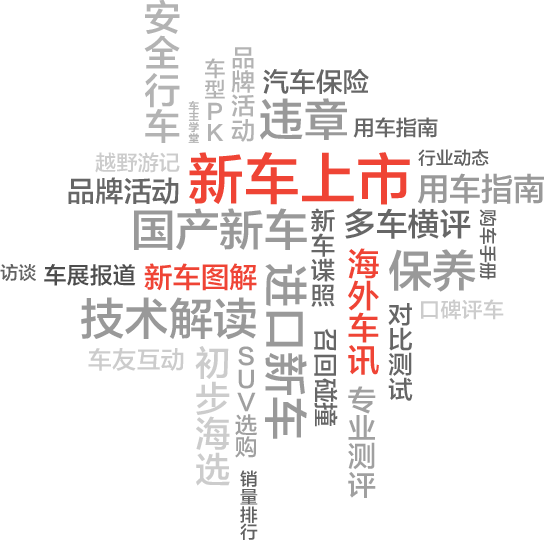 安全行车
品牌活动
车型PK
汽车保险
违章
车主学堂
用车指南
越野游记
新车上市
行业动态
品牌活动
用车指南
国产新车
新车谍照
多车横评
购车手册
访谈
车展报道
新车图解
进口新车
海外车讯
保养
技术解读
对比测试
口碑评车
车友互动
初步海选
SUV选购
召回碰撞
专业测评
销量排行